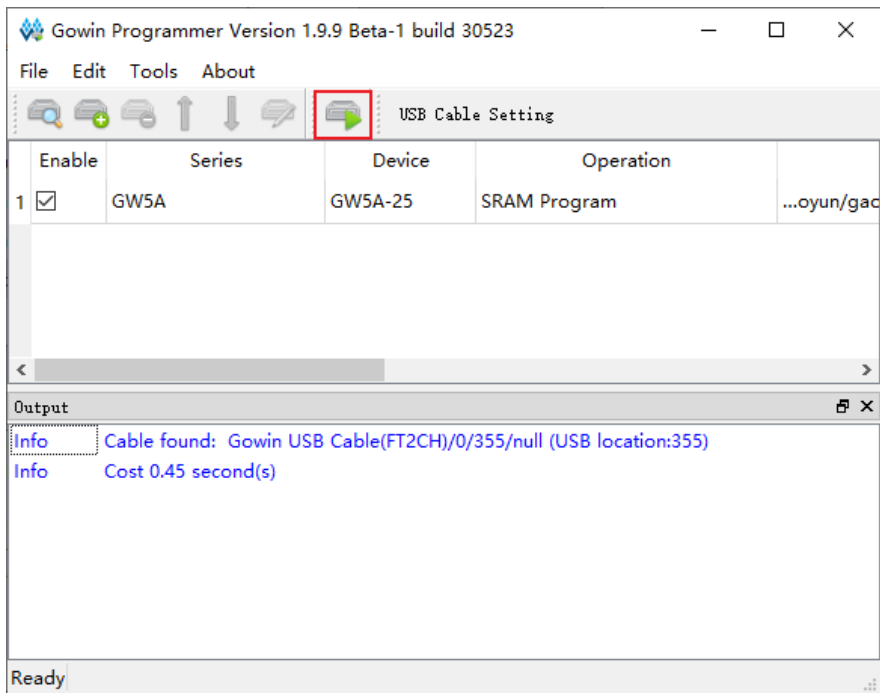 Gowin Programmer Version 1.9.9 Beta-1 build 30523
File Edit Tools About
USB Cable Setting
Enable Series Device Operation
1 GW5A GW5A-25 SRAM Program ...oyun/gac
Output
Info Cable found: Gowin USB Cable(FT2CH)/0/355/null (USB location:355)
Info Cost 0.45 second(s)
Ready